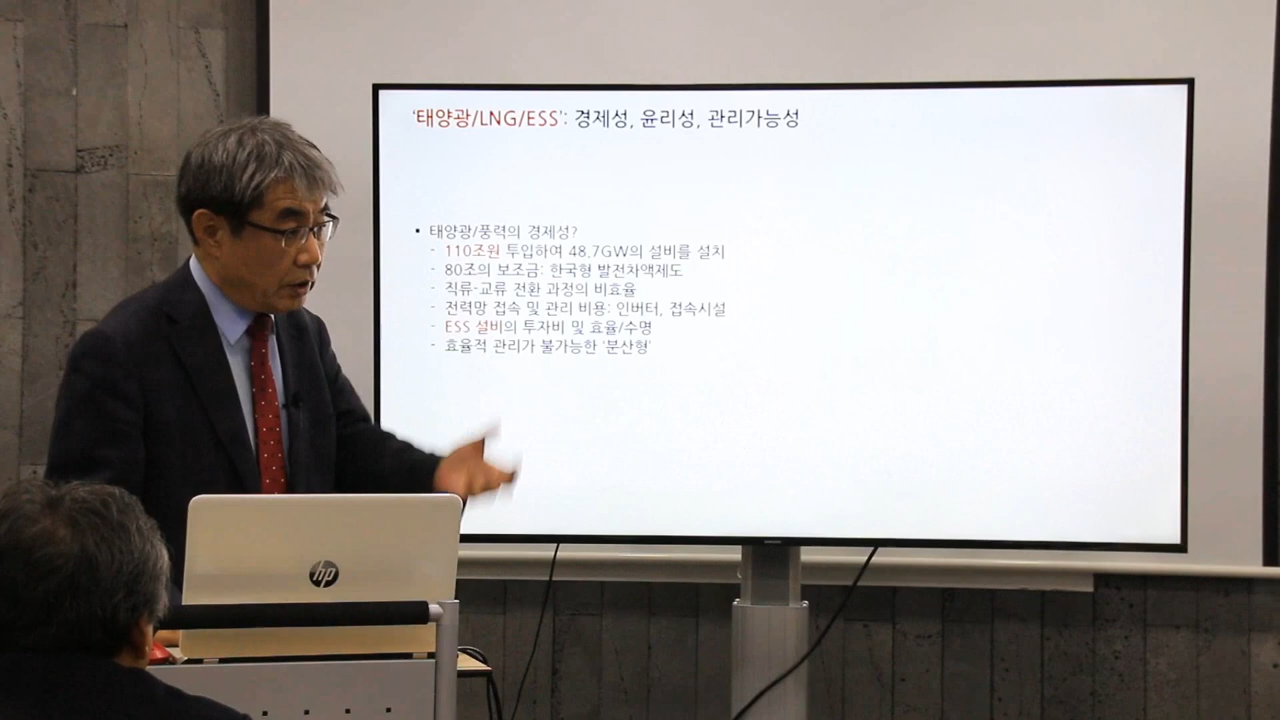 ‘태양광/LNG/ESS’: 경제성, 윤리성, 관리가능성
▪ 태양광/풍력의 경제성?
- 110조원 투입하여 48.7GW의 설비를 설치
- 80조의 보조금: 한국형 발전차액제도
- 직류-교류 전환 과정의 비효율
- 전력망 접속 및 관리 비용: 인버터, 접속시설
- ESS 설비의 투자비 및 효율/수명
- 효율적 관리가 불가능한 ‘분산형’
hp